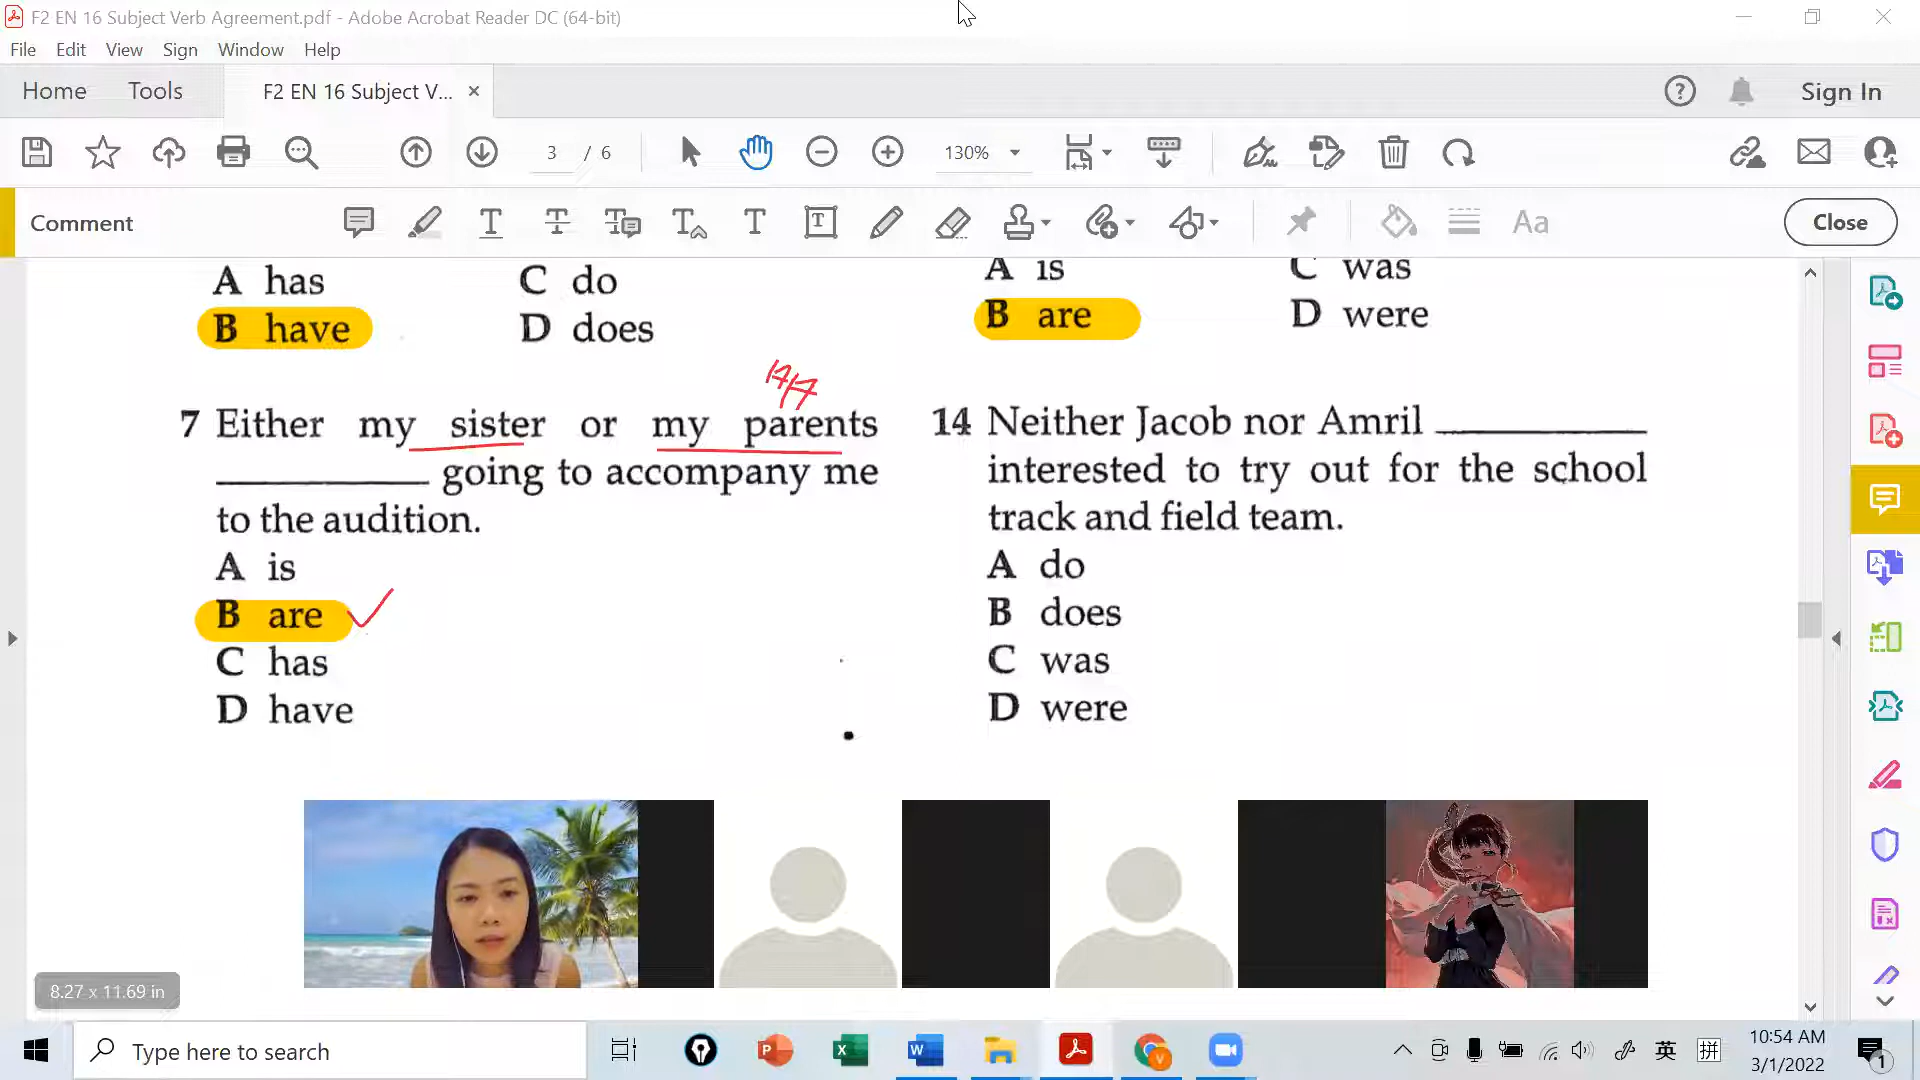 F2 EN 16 Subject Verb Agreement.pdf - Adobe Acrobat Reader DC (64-bit)
File Edit View Sign Window Help
Home Tools F2 EN 16 Subject V... Sign In
3 / 6 130%
Comment Close
A has C do
B have D does
7 Either my sister or my parents
going to accompany me
to the audition.
A is
B are
C has
D have
A is C was
B are D were
14 Neither Jacob nor Amril
interested to try out for the school
track and field team.
A do
B does
C was
D were
8.27 x 11.69 in
Type here to search
英 拼
10:54 AM
3/1/2022
1